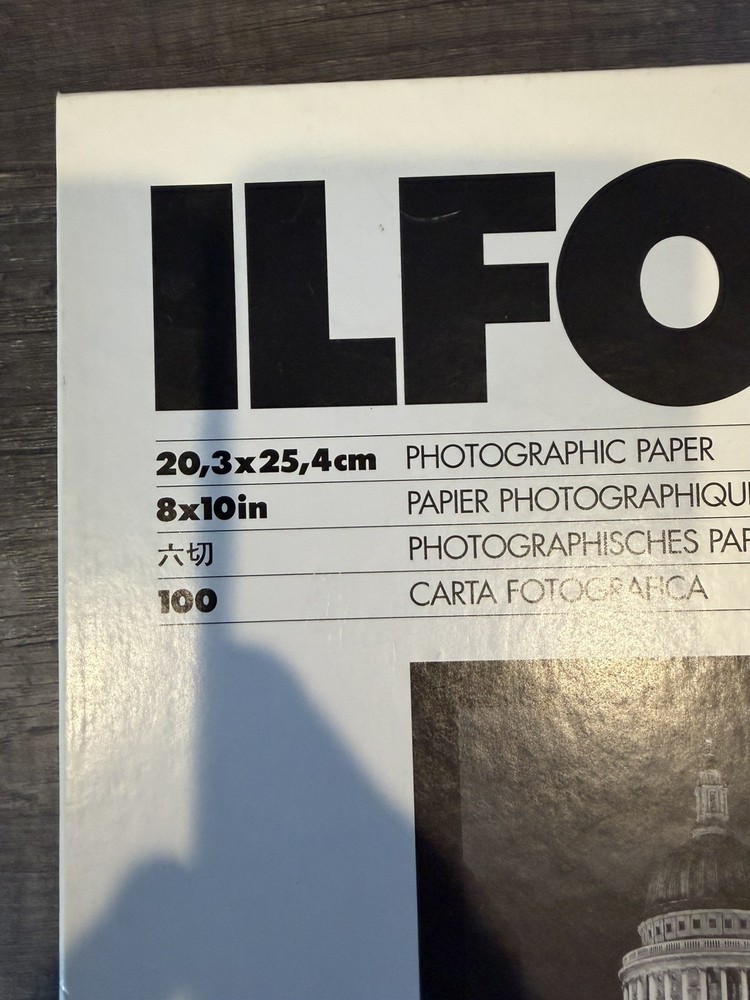 ILFO
20,3x25,4cm PHOTOGRAPHIC PAPER
8x10in PAPIER PHOTOGRAPHIQU
六切 PHOTOGRAPHISCHES PAP
100 CARTA FOTOGRAFICA